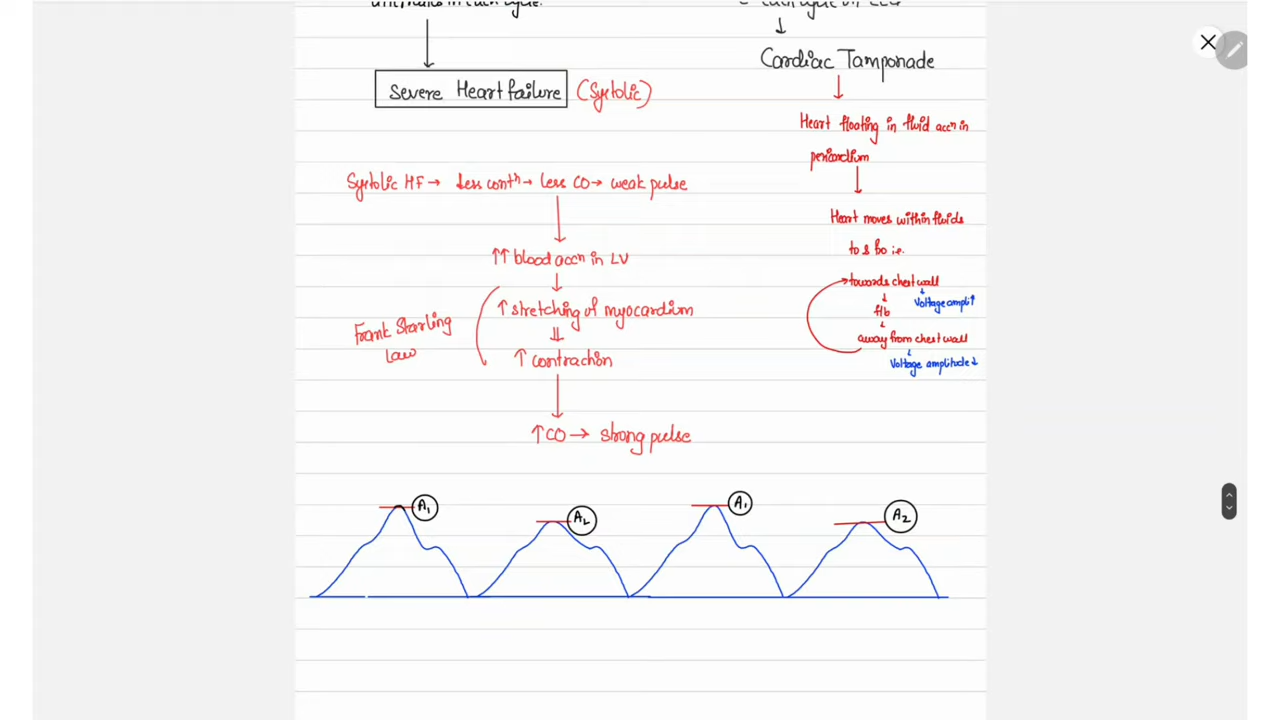 Severe Heart failure (Systolic)
Systolic HF → less contn → less CO → weak pulse
↑↑ blood accn in LV
↑ stretching of myocardium
↑ contraction
Frank Starling
Law
↑CO → strong pulse
Cardiac Tamponade
Heart floating in fluid accn in
pericardium
Heart moves within fluids
to & fro i.e.
towards chest wall
Voltage ampli↑
f/b
away from chest wall
Voltage amplitude↓
A1
A2
A1
A2